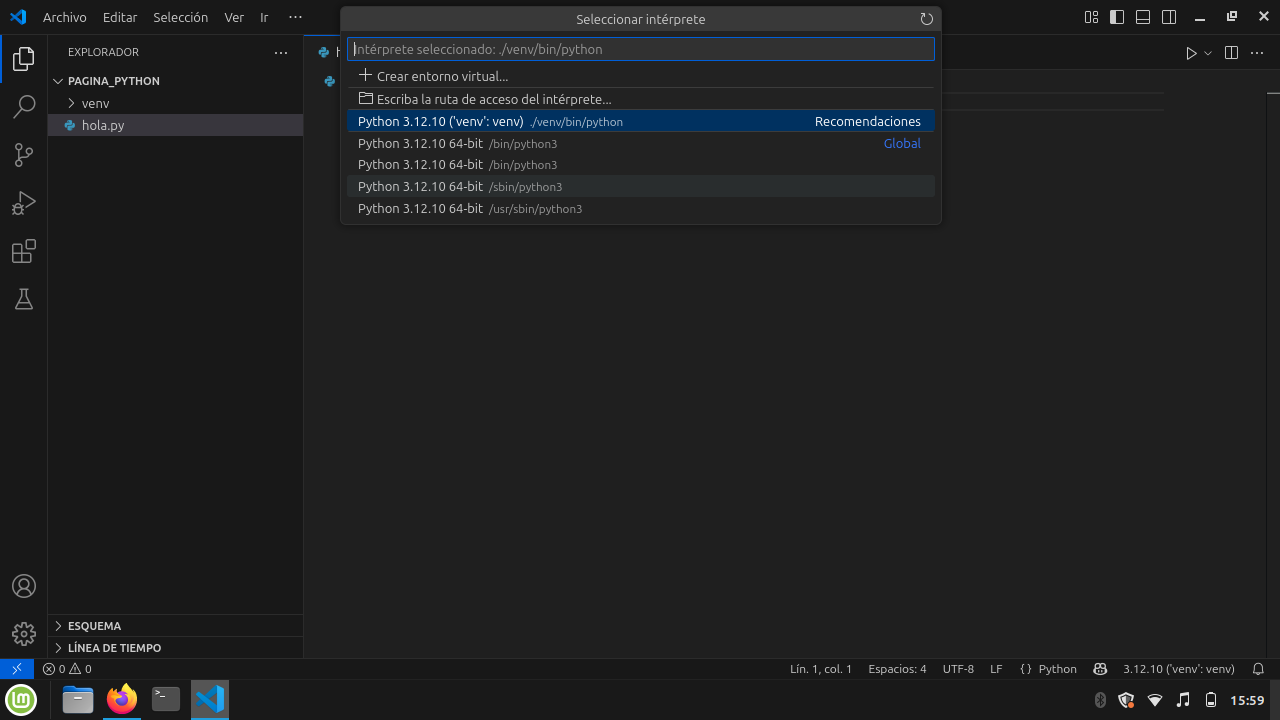 Archivo Editar Selección Ver Ir ···
Seleccionar intérprete
EXPLORADOR
Intérprete seleccionado: ./venv/bin/python
PAGINA_PYTHON
Crear entorno virtual...
venv
Escriba la ruta de acceso del intérprete...
hola.py
Python 3.12.10 ('venv': venv) ./venv/bin/python Recomendaciones
Python 3.12.10 64-bit /bin/python3 Global
Python 3.12.10 64-bit /bin/python3
Python 3.12.10 64-bit /sbin/python3
Python 3.12.10 64-bit /usr/sbin/python3
ESQUEMA
LÍNEA DE TIEMPO
0 0 Lín. 1, col. 1 Espacios: 4 UTF-8 LF {} Python 3.12.10 ('venv': venv)
15:59